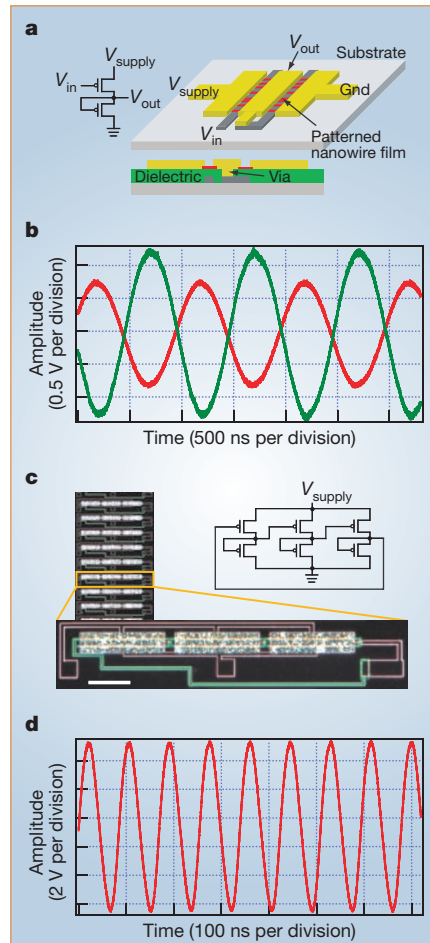 a
V_supply
V_in
V_out
V_out
Substrate
V_supply
Gnd
V_in
Patterned
nanowire film
Dielectric
Via
b
Amplitude
(0.5 V per division)
Time (500 ns per division)
c
V_supply
d
Amplitude
(2 V per division)
Time (100 ns per division)